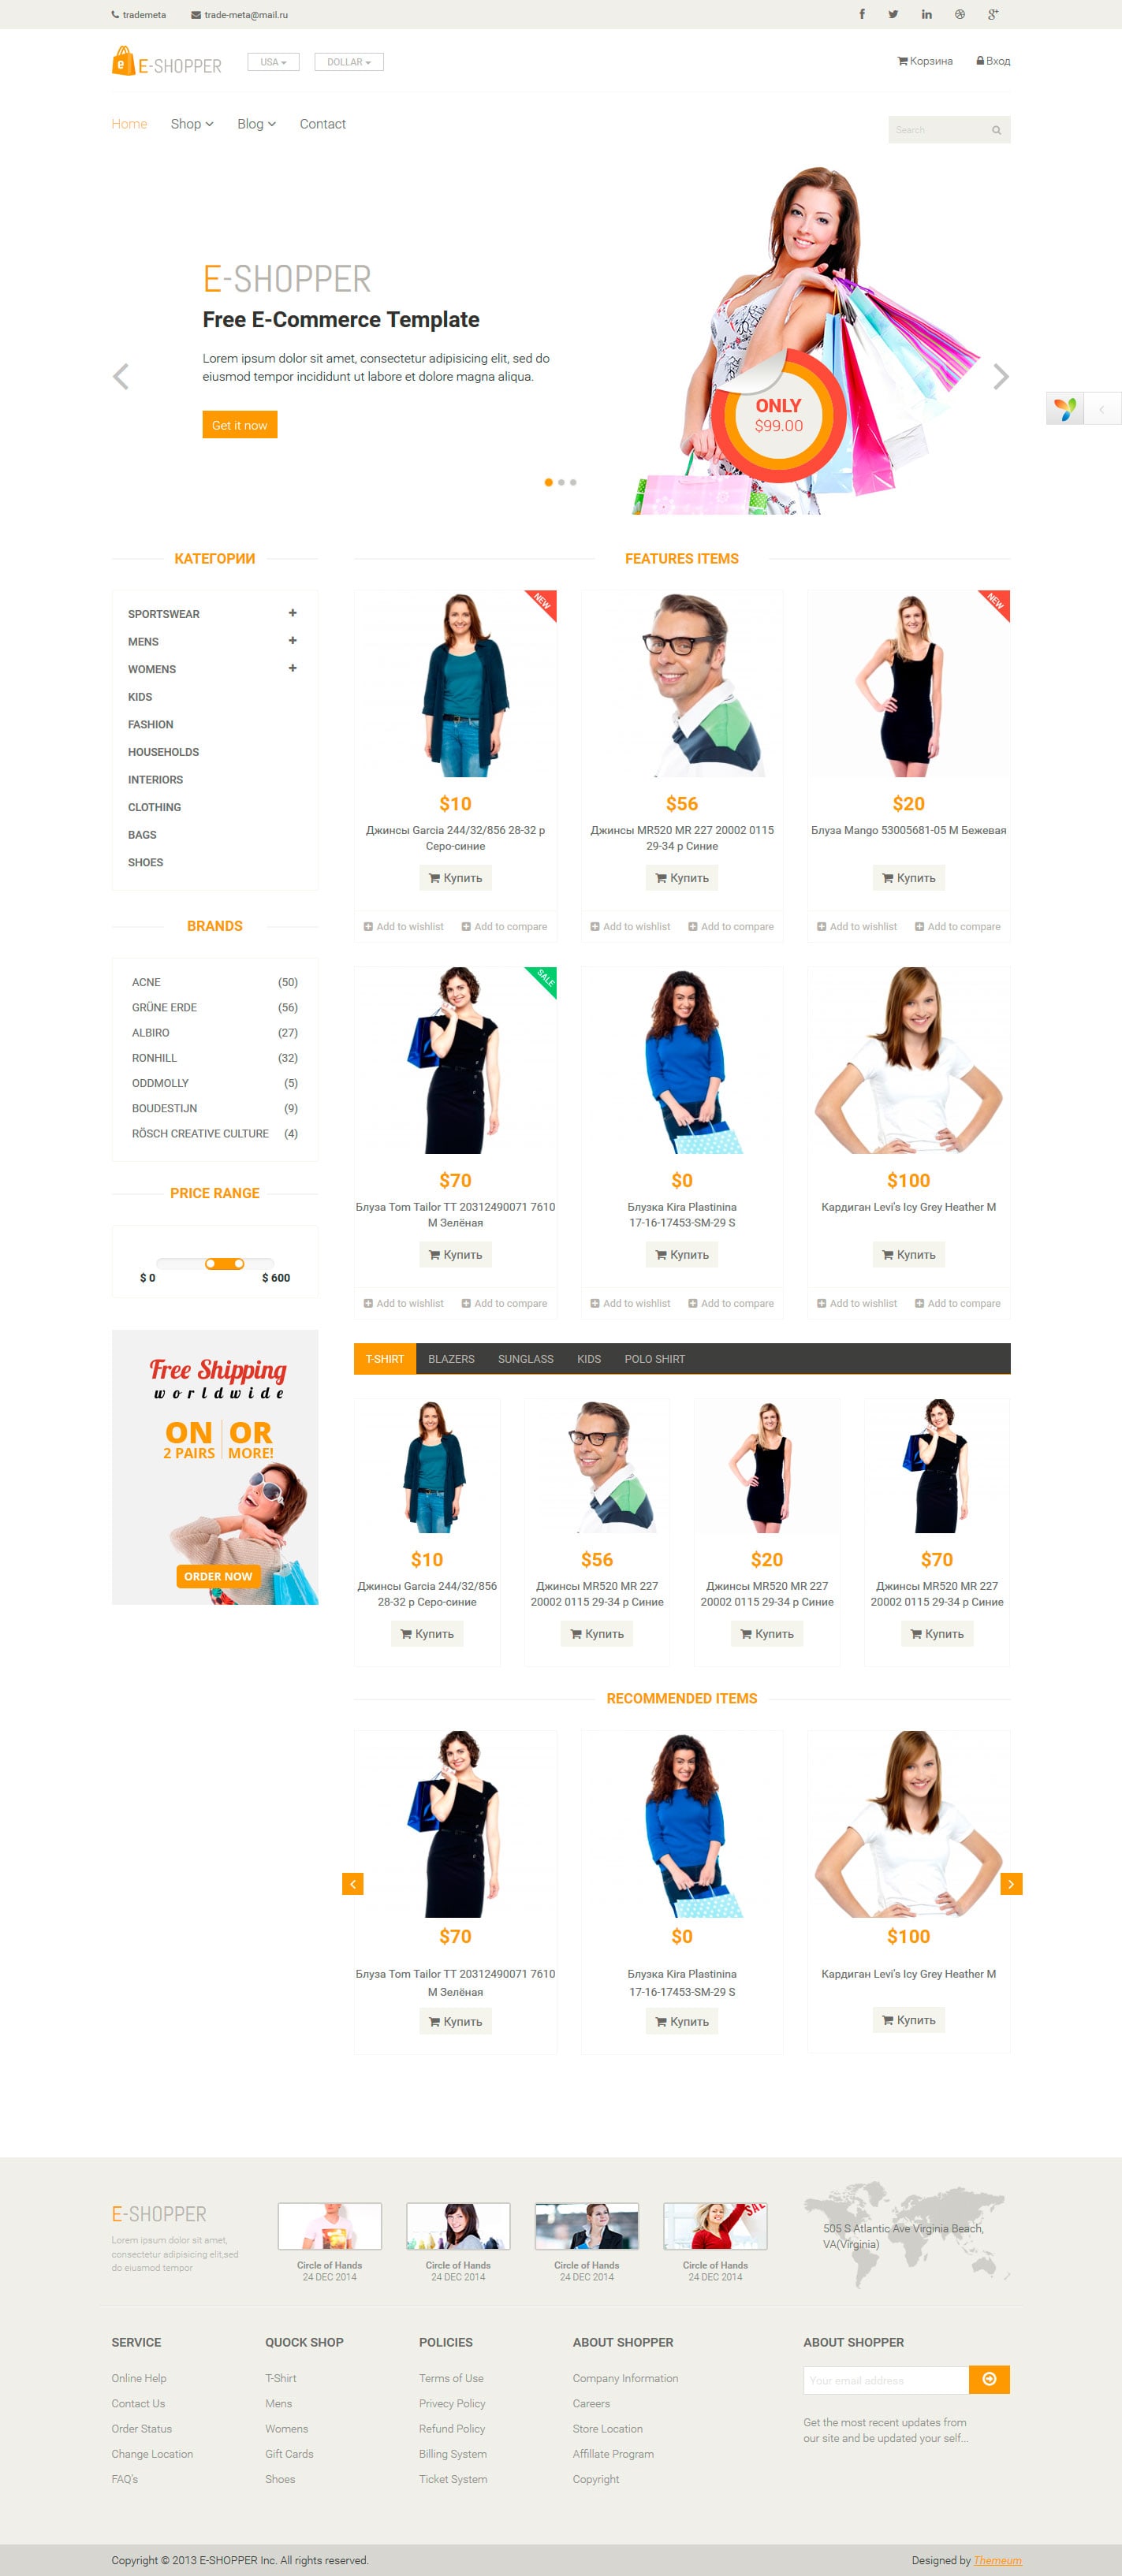 trademeta trade-meta@mail.ru
E-SHOPPER USA DOLLAR Корзина Вход
Home Shop Blog Contact Search
E-SHOPPER
Free E-Commerce Template
Lorem ipsum dolor sit amet, consectetur adipisicing elit, sed do
eiusmod tempor incididunt ut labore et dolore magna aliqua.
Get it now
ONLY
$99.00
КАТЕГОРИИ
SPORTSWEAR
MENS
WOMENS
KIDS
FASHION
HOUSEHOLDS
INTERIORS
CLOTHING
BAGS
SHOES
BRANDS
ACNE (50)
GRÜNE ERDE (56)
ALBIRO (27)
RONHILL (32)
ODDMOLLY (5)
BOUDESTIJN (9)
RÖSCH CREATIVE CULTURE (4)
PRICE RANGE
$ 0 $ 600
Free Shipping
worldwide
ON OR
2 PAIRS MORE!
ORDER NOW
FEATURES ITEMS
NEW
$10
Джинсы Garcia 244/32/856 28-32 р
Серо-синие
Купить
Add to wishlist Add to compare
$56
Джинсы MR520 MR 227 20002 0115
29-34 р Синие
Купить
Add to wishlist Add to compare
NEW
$20
Блуза Mango 53005681-05 M Бежевая
Купить
Add to wishlist Add to compare
SALE
$70
Блуза Tom Tailor TT 20312490071 7610
M Зелёная
Купить
Add to wishlist Add to compare
$0
Блузка Kira Plastinina
17-16-17453-SM-29 S
Купить
Add to wishlist Add to compare
$100
Кардиган Levi's Icy Grey Heather M
Купить
Add to wishlist Add to compare
T-SHIRT BLAZERS SUNGLASS KIDS POLO SHIRT
$10
Джинсы Garcia 244/32/856
28-32 р Серо-синие
Купить
$56
Джинсы MR520 MR 227
20002 0115 29-34 р Синие
Купить
$20
Джинсы MR520 MR 227
20002 0115 29-34 р Синие
Купить
$70
Джинсы MR520 MR 227
20002 0115 29-34 р Синие
Купить
RECOMMENDED ITEMS
$70
Блуза Tom Tailor TT 20312490071 7610
M Зелёная
Купить
$0
Блузка Kira Plastinina
17-16-17453-SM-29 S
Купить
$100
Кардиган Levi's Icy Grey Heather M
Купить
E-SHOPPER
Lorem ipsum dolor sit amet,
consectetur adipisicing elit,sed
do eiusmod tempor
Circle of Hands
24 DEC 2014
Circle of Hands
24 DEC 2014
Circle of Hands
24 DEC 2014
SAL
Circle of Hands
24 DEC 2014
505 S Atlantic Ave Virginia Beach,
VA(Virginia)
SERVICE
Online Help
Contact Us
Order Status
Change Location
FAQ's
QUOCK SHOP
T-Shirt
Mens
Womens
Gift Cards
Shoes
POLICIES
Terms of Use
Privecy Policy
Refund Policy
Billing System
Ticket System
ABOUT SHOPPER
Company Information
Careers
Store Location
Affillate Program
Copyright
ABOUT SHOPPER
Your email address
Get the most recent updates from
our site and be updated your self...
Copyright © 2013 E-SHOPPER Inc. All rights reserved. Designed by Themeum